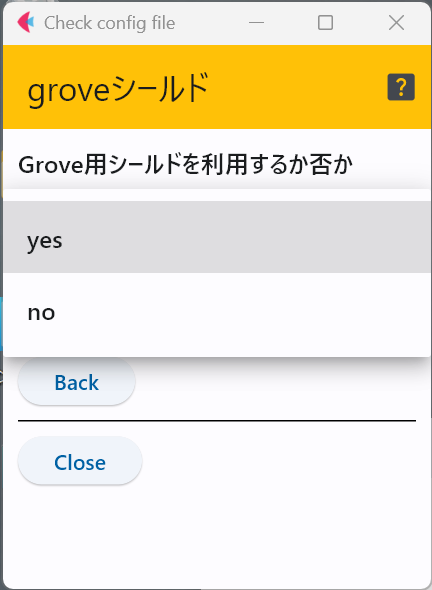 Check config file
groveシールド
?
Grove用シールドを利用するか否か
yes
no
Back
Close